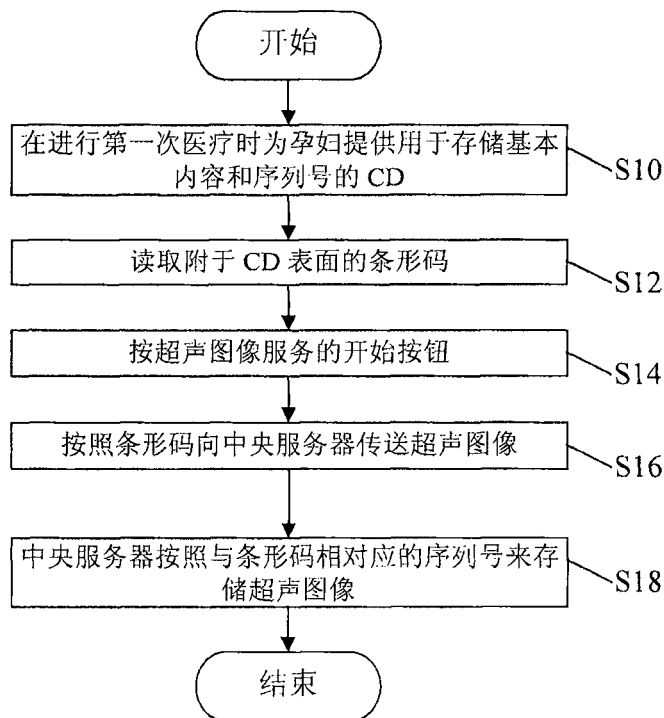 开始
在进行第一次医疗时为孕妇提供用于存储基本
内容和序列号的 CD
S10
读取附于 CD 表面的条形码
S12
按超声图像服务的开始按钮
S14
按照条形码向中央服务器传送超声图像
S16
中央服务器按照与条形码相对应的序列号来存
储超声图像
S18
结束